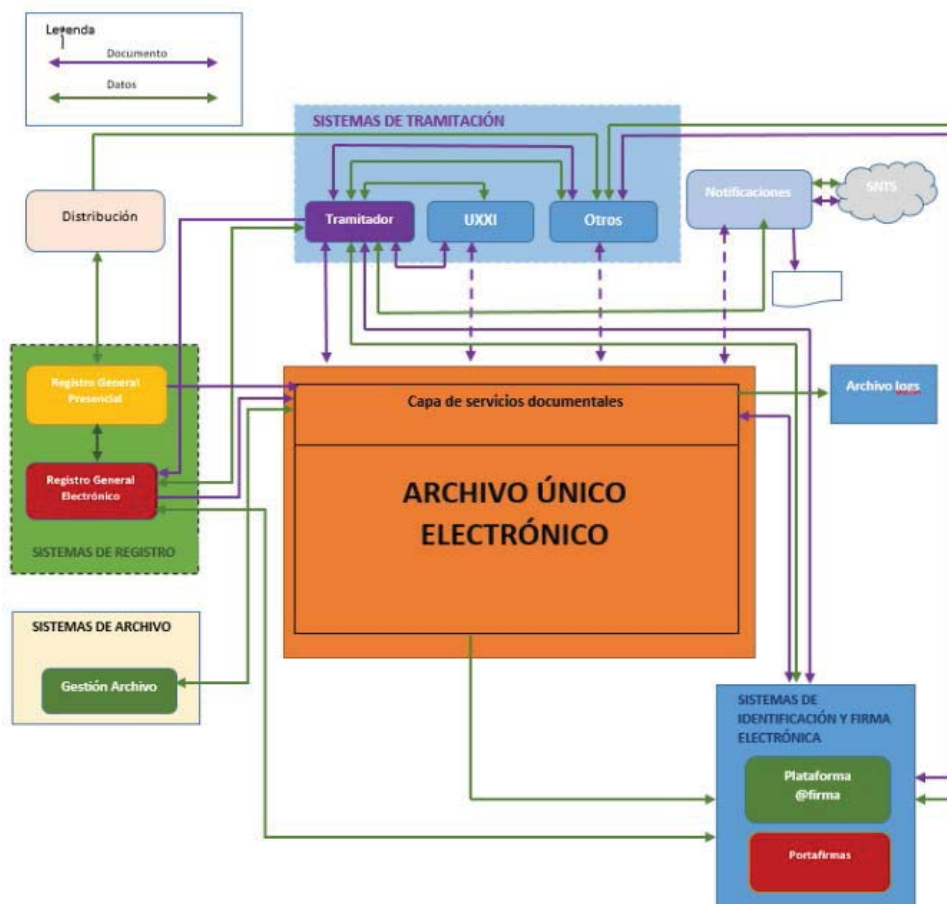 Leyenda
Documento
Datos
SISTEMAS DE TRAMITACIÓN
Distribución
Tramitador
UXXI
Otros
Notificaciones
SNTS
Registro General
Presencial
Registro General
Electrónico
SISTEMAS DE REGISTRO
Capa de servicios documentales
ARCHIVO ÚNICO
ELECTRÓNICO
Archivo logs
SISTEMAS DE ARCHIVO
Gestión Archivo
SISTEMAS DE
IDENTIFICACIÓN Y FIRMA
ELECTRÓNICA
Plataforma
@firma
Portafirmas